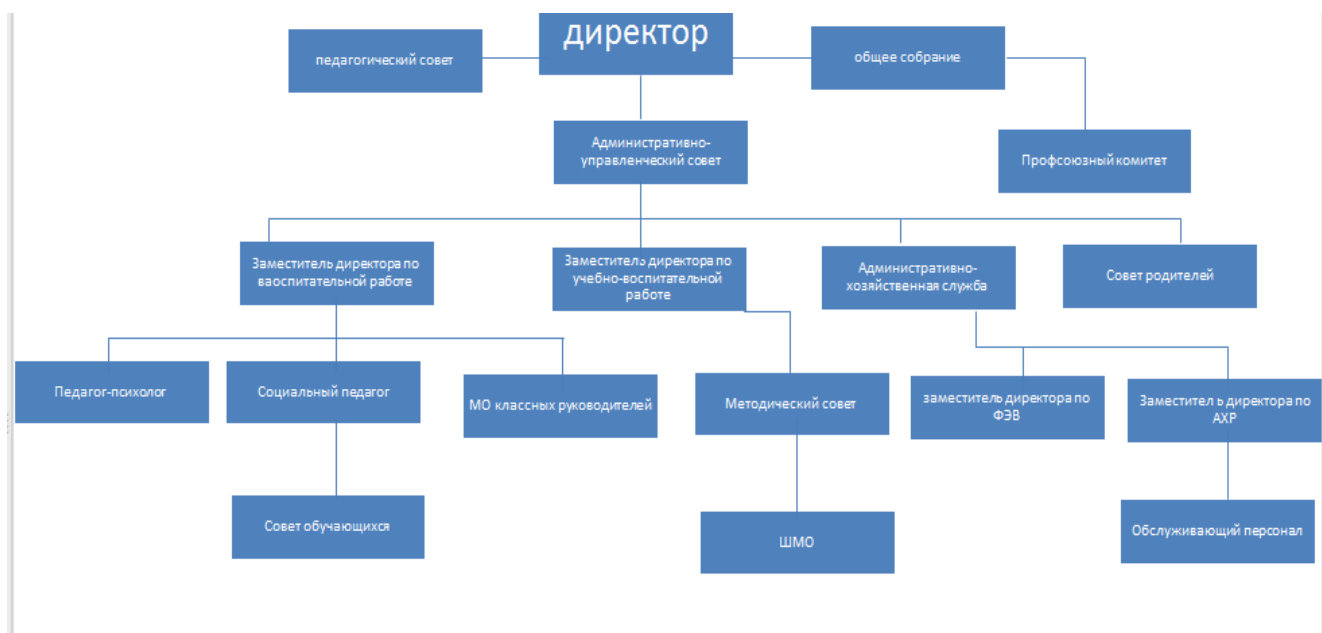 директор
педагогический совет
общее собрание
Административно-
управленческий совет
Профсоюзный комитет
Заместитель директора по
ваоспитательной работе
Заместитель директора по
учебно-воспитательной
работе
Административно-
хозяйственная служба
Совет родителей
Педагог-психолог
Социальный педагог
МО классных руководителей
Методический совет
заместитель директора по
ФЭВ
Заместител ь директора по
АХР
Совет обучающихся
ШМО
Обслуживающий персонал